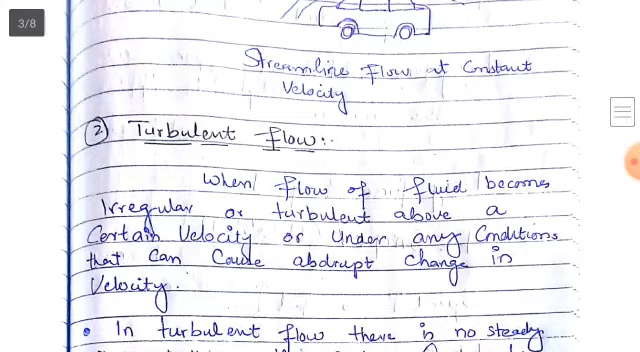 3/8
Streamline Flow at Constant
Velocity
② Turbulent flow:-
When flow of fluid becomes
Irregular or turbulent above a
Certain Velocity or Under any Conditions
that Can Cause abdrupt change in
Velocity.
• In turbulent flow there is no steady